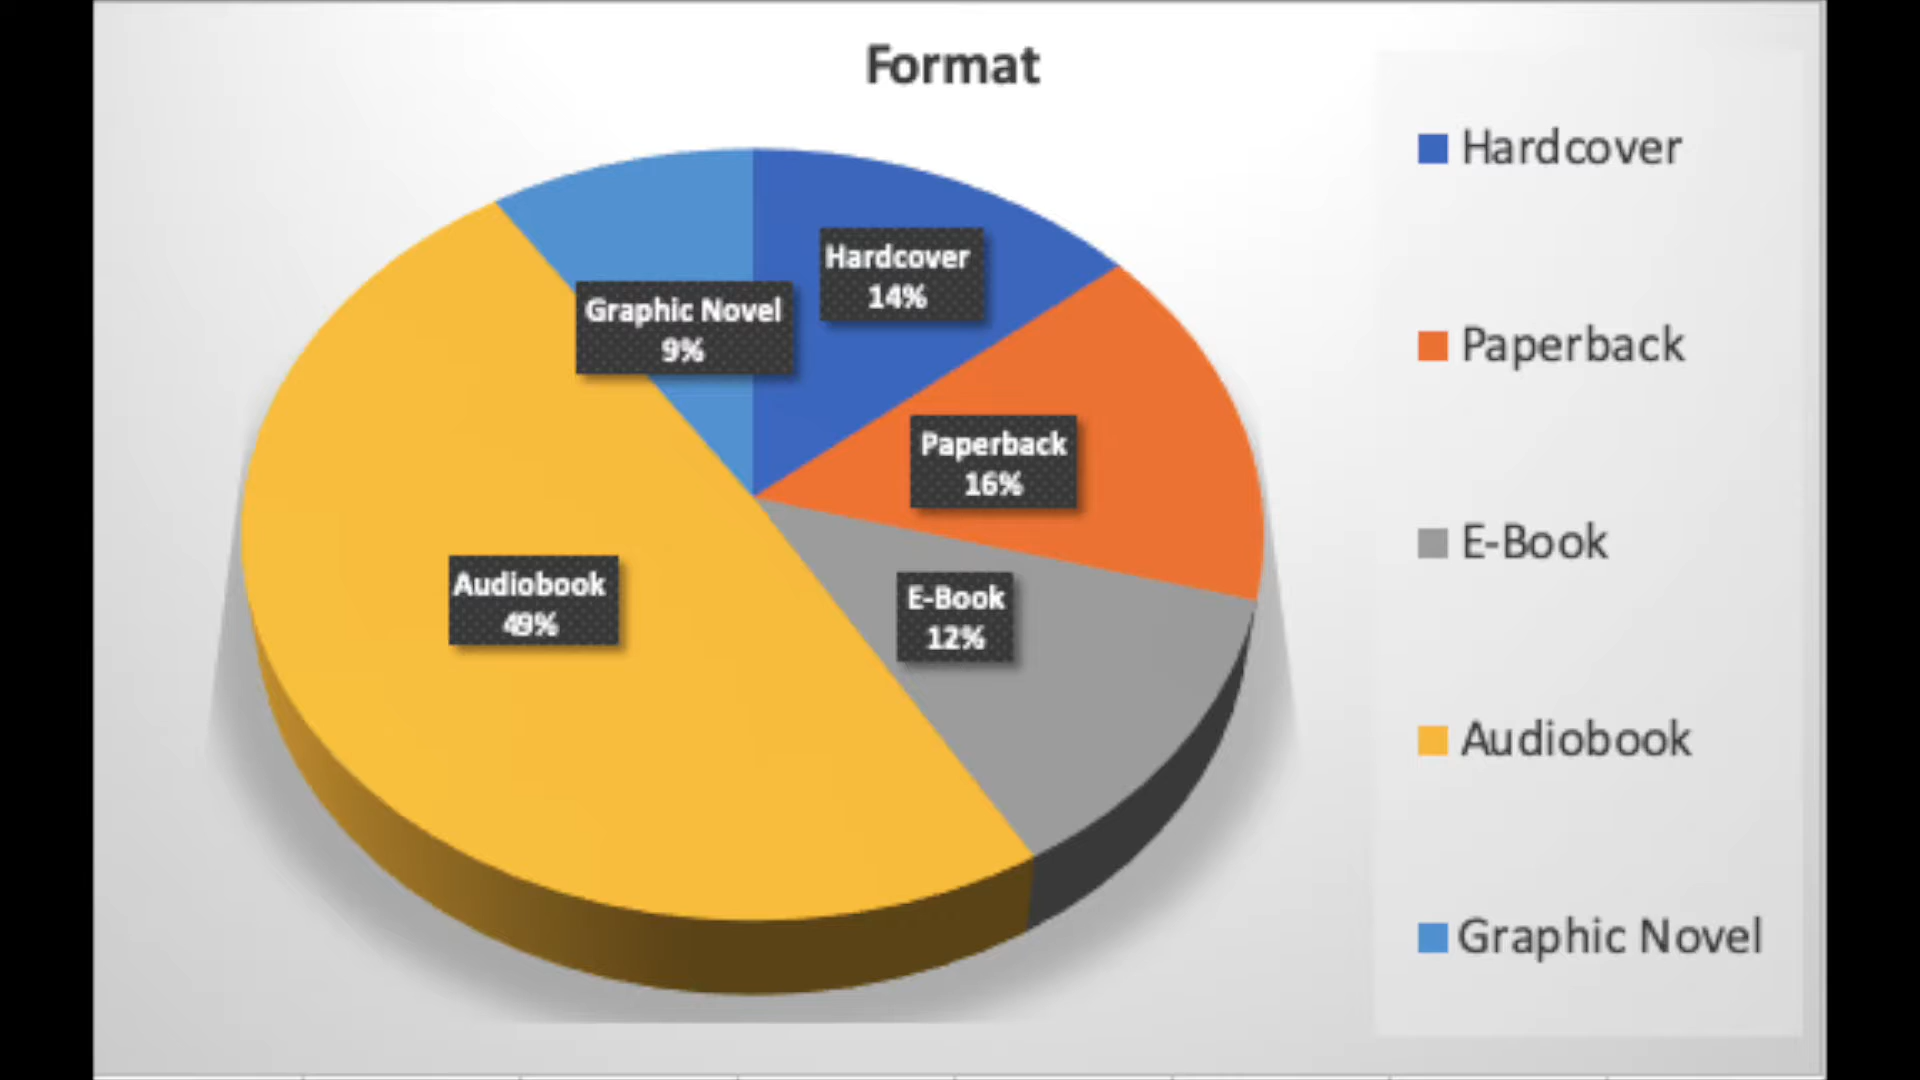 Format
Hardcover
14%
Graphic Novel
9%
Paperback
16%
Audiobook
49%
E-Book
12%
Hardcover
Paperback
E-Book
Audiobook
Graphic Novel